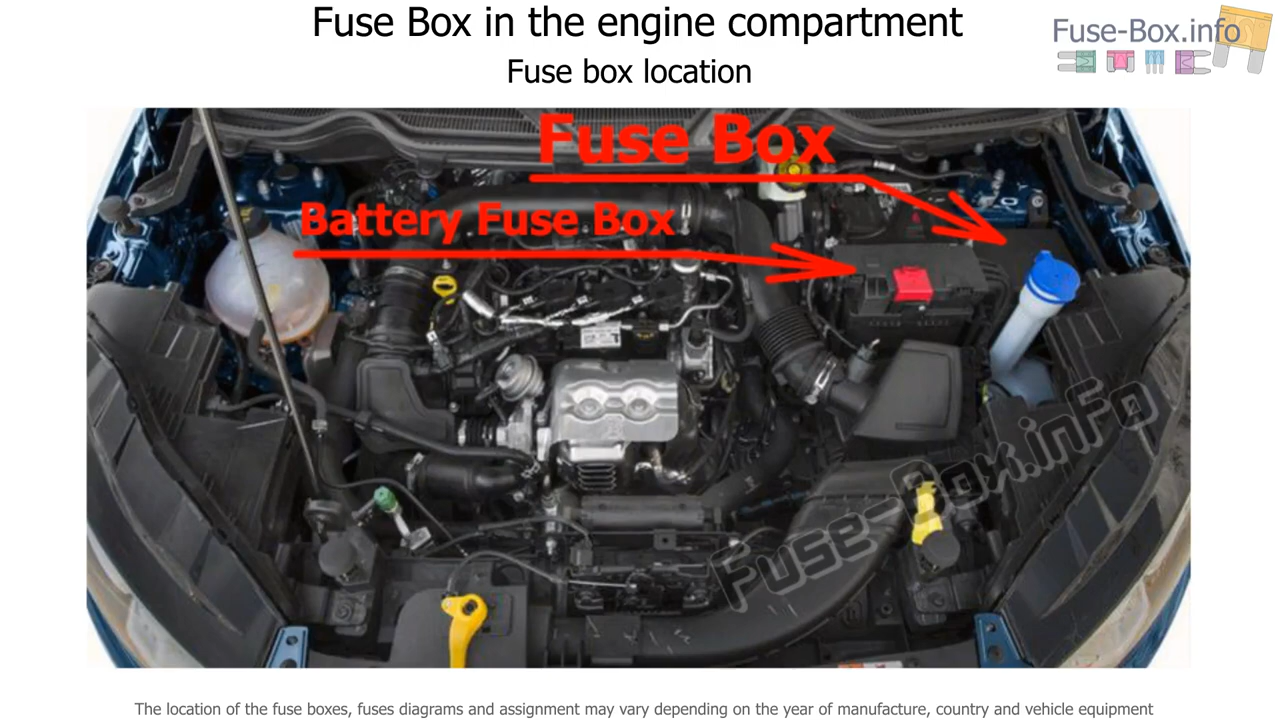 Fuse Box in the engine compartment
Fuse-Box.info
Fuse box location
Fuse Box
Battery Fuse Box
Fuse-Box.info
The location of the fuse boxes, fuses diagrams and assignment may vary depending on the year of manufacture, country and vehicle equipment